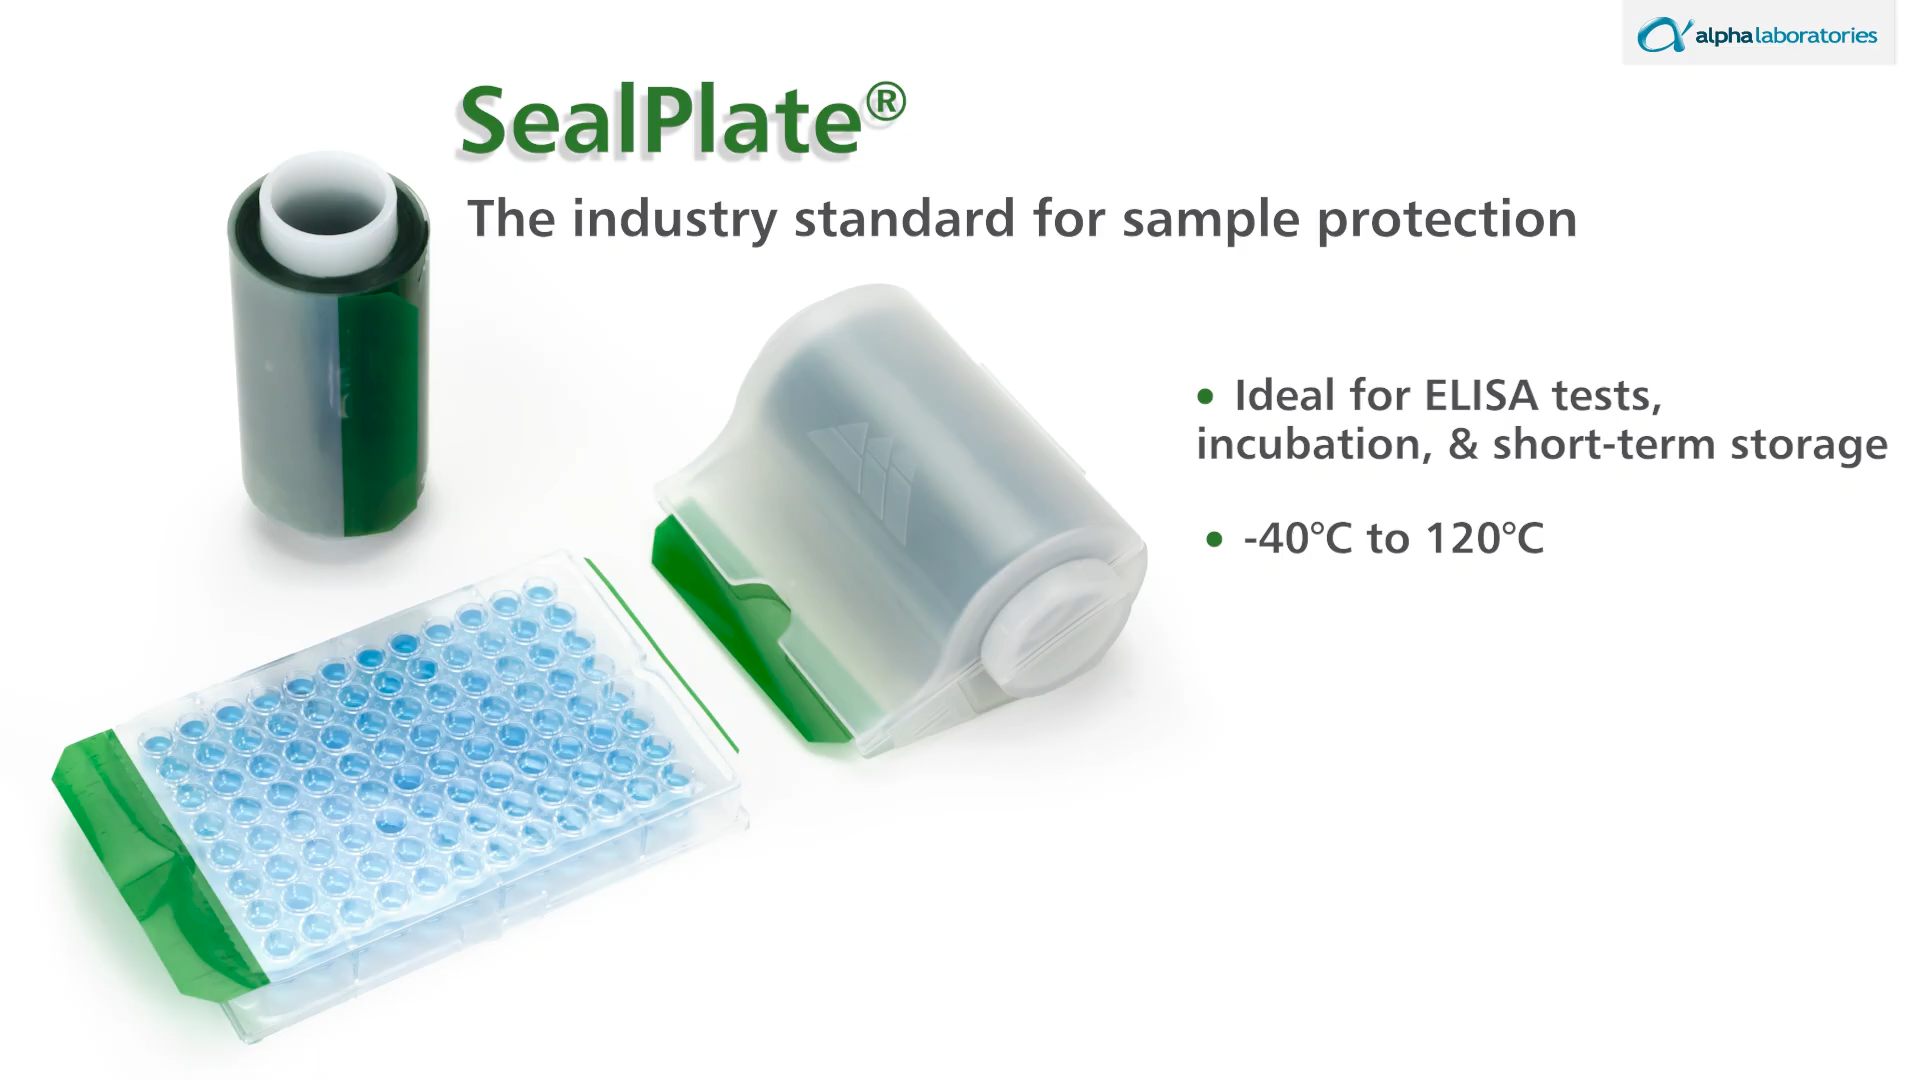 alphalaboratories
SealPlate®
The industry standard for sample protection
• Ideal for ELISA tests,
incubation, & short-term storage
• -40°C to 120°C